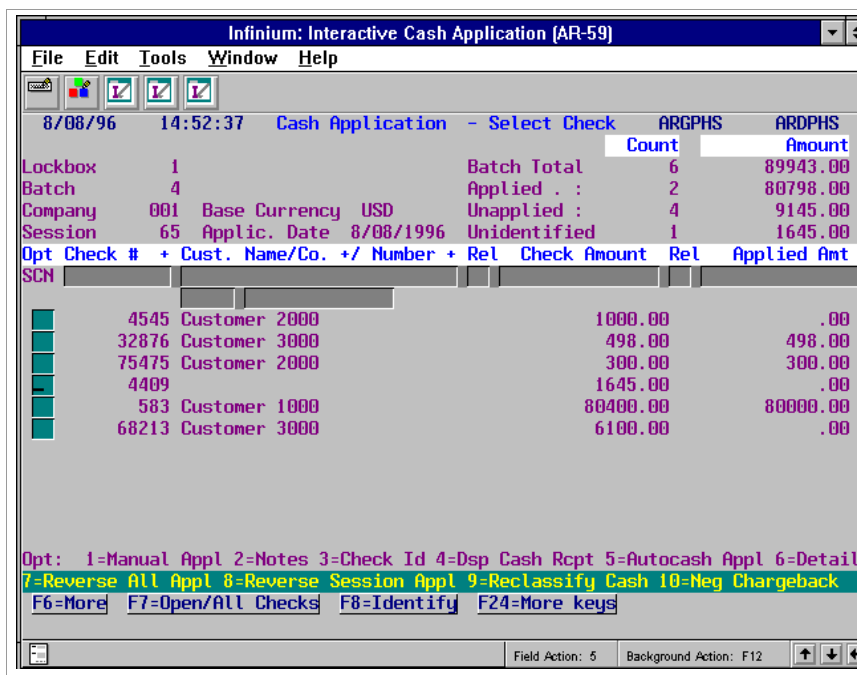 Infinium: Interactive Cash Application (AR-59)
File Edit Tools Window Help
8/08/96 14:52:37 Cash Application - Select Check ARGPHS ARDPHS
Count Amount
Lockbox 1 Batch Total 6 89943.00
Batch 4 Applied . : 2 80798.00
Company 001 Base Currency USD Unapplied : 4 9145.00
Session 65 Applic. Date 8/08/1996 Unidentified 1 1645.00
Opt Check # + Cust. Name/Co. +/ Number + Rel Check Amount Rel Applied Amt
SCN
4545 Customer 2000 1000.00 .00
32876 Customer 3000 498.00 498.00
75475 Customer 2000 300.00 300.00
4409 1645.00 .00
583 Customer 1000 80400.00 80000.00
68213 Customer 3000 6100.00 .00
Opt: 1=Manual Appl 2=Notes 3=Check Id 4=Dsp Cash Rcpt 5=Autocash Appl 6=Detail
7=Reverse All Appl 8=Reverse Session Appl 9=Reclassify Cash 10=Neg Chargeback
F6=More F7=Open/All Checks F8=Identify F24=More keys
Field Action: 5 Background Action: F12